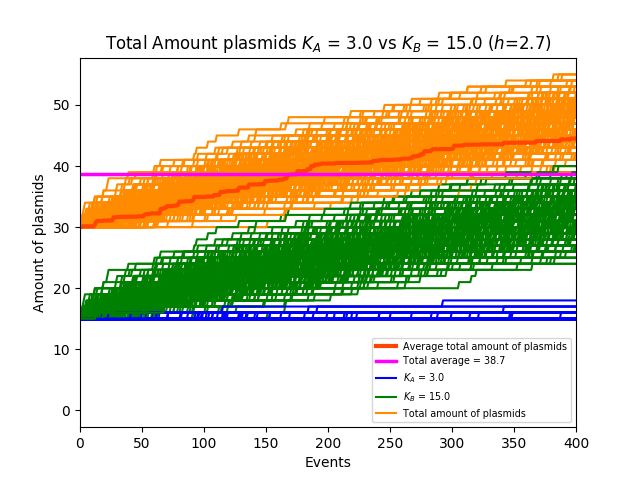 Total Amount plasmids $K_A$ = 3.0 vs $K_B$ = 15.0 ($h$=2.7)
50
40
30
20
10
0
Amount of plasmids
Average total amount of plasmids
Total average = 38.7
$K_A$ = 3.0
$K_B$ = 15.0
Total amount of plasmids
0 50 100 150 200 250 300 350 400
Events